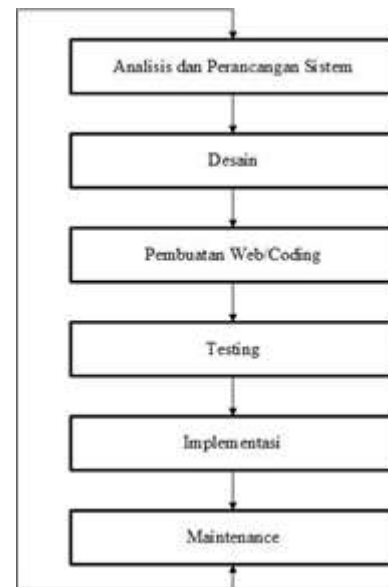 Analisis dan Perancangan Sistem
Desain
Pembuatan Web/Coding
Testing
Implementasi
Maintenance